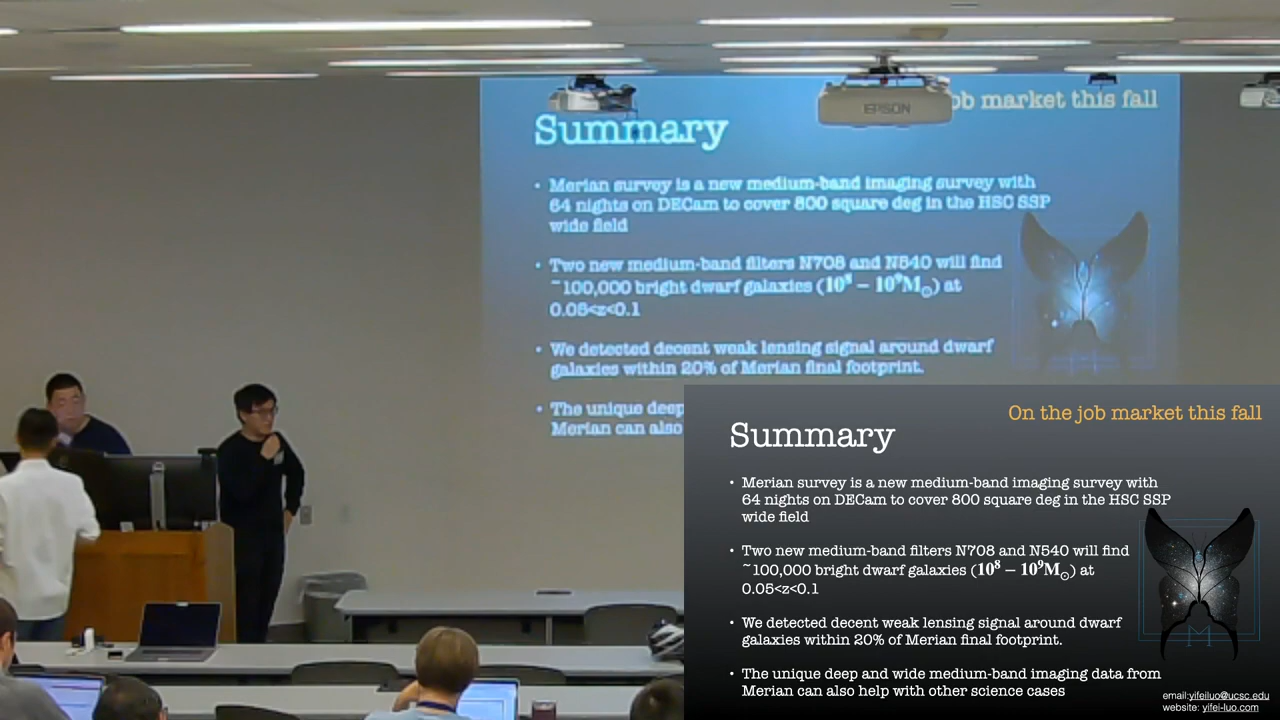 job market this fall
Summary
• Merian survey is a new medium-band imaging survey with
64 nights on DECam to cover 800 square deg in the HSC SSP
wide field
• Two new medium-band filters N708 and N540 will find
~100,000 bright dwarf galaxies (10⁸ − 10⁹M☉) at
0.05<z<0.1
• We detected decent weak lensing signal around dwarf
galaxies within 20% of Merian final footprint.
• The unique deep
Merian can also
EPSON
On the job market this fall
Summary
• Merian survey is a new medium-band imaging survey with
64 nights on DECam to cover 800 square deg in the HSC SSP
wide field
• Two new medium-band filters N708 and N540 will find
~100,000 bright dwarf galaxies (10⁸ − 10⁹M☉) at
0.05<z<0.1
• We detected decent weak lensing signal around dwarf
galaxies within 20% of Merian final footprint.
• The unique deep and wide medium-band imaging data from
Merian can also help with other science cases
M
email:yifeiluo@ucsc.edu
website: yifei-luo.com